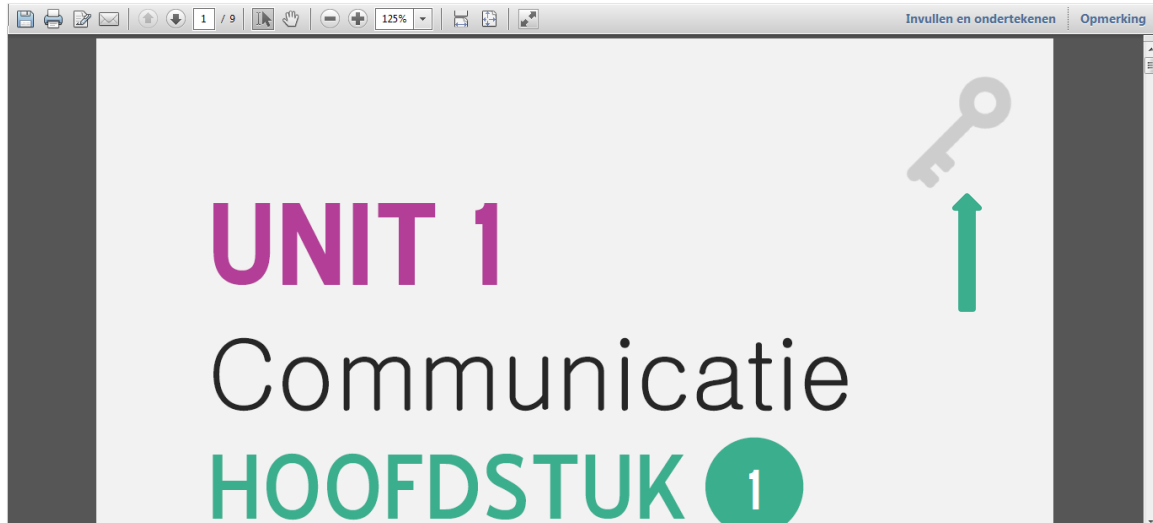 1 / 9 125% Invullen en ondertekenen Opmerking
UNIT 1
Communicatie
HOOFDSTUK 1